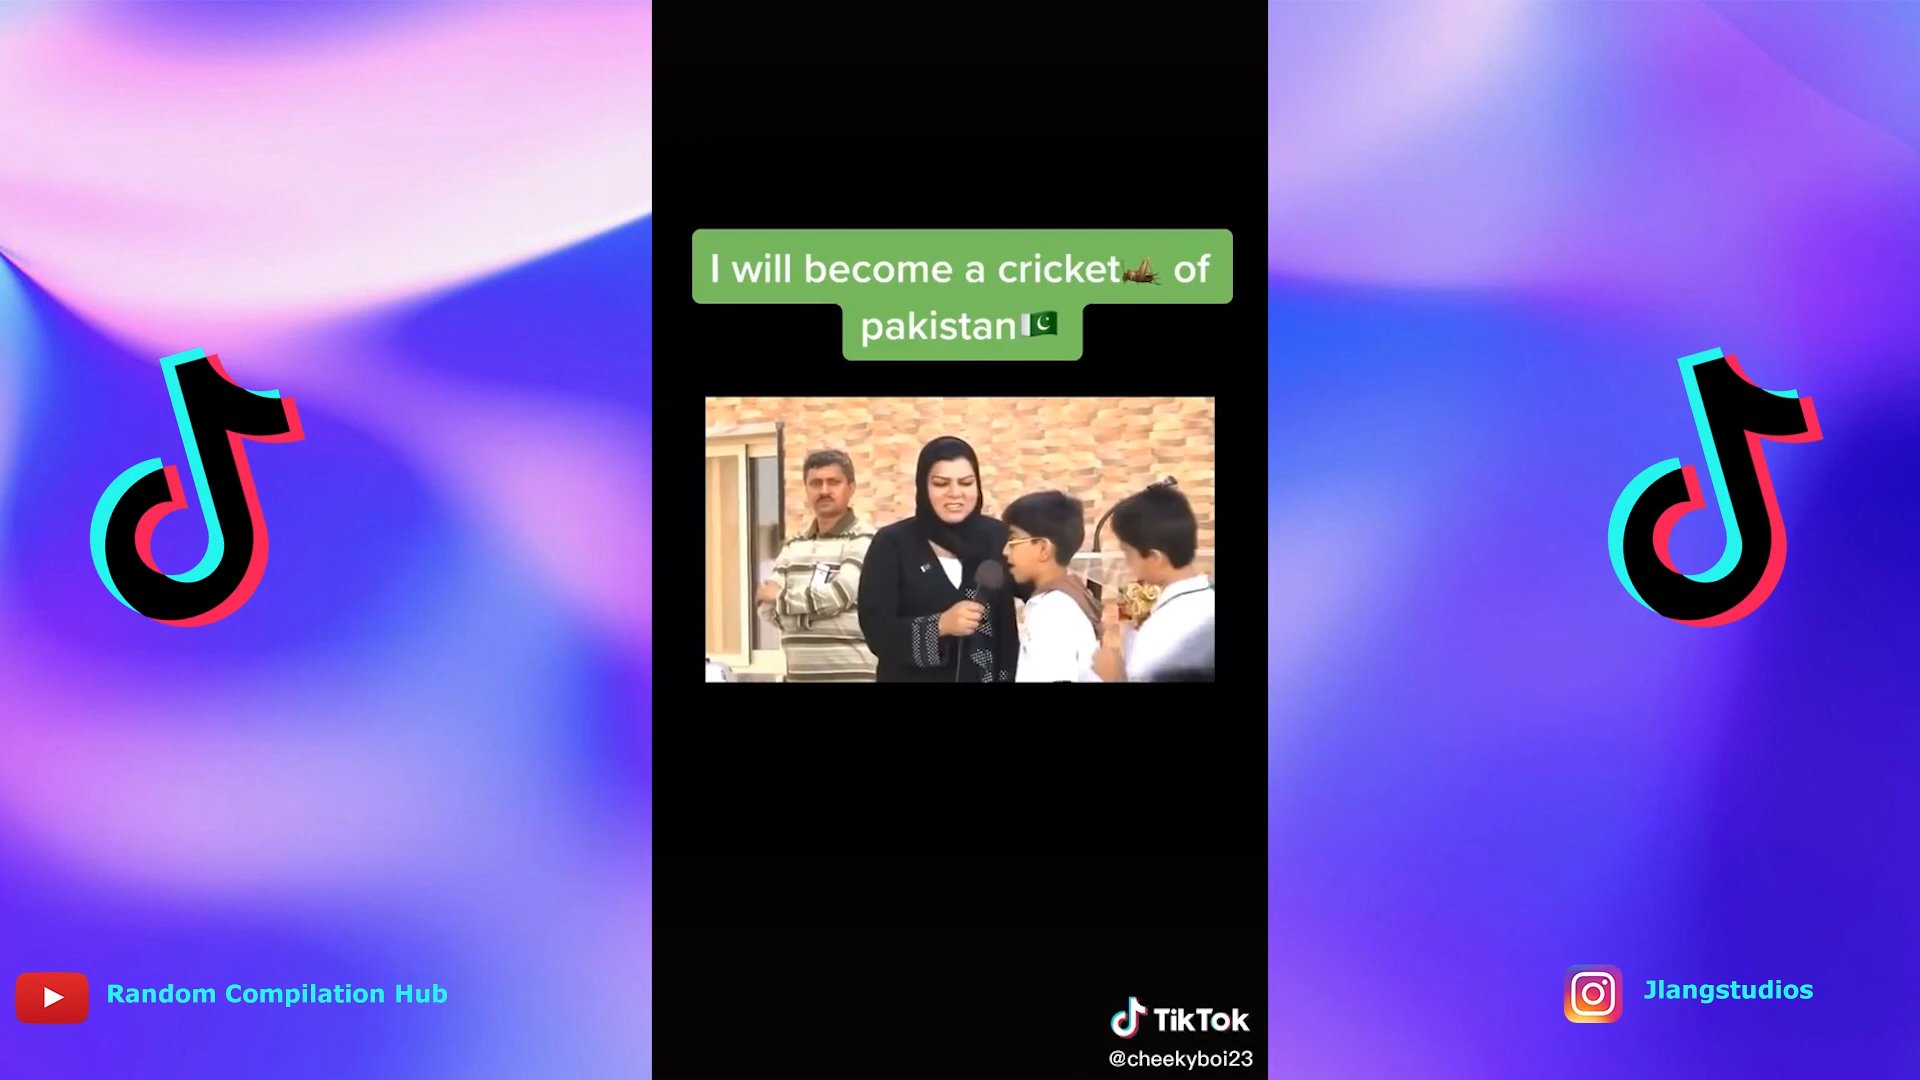 I will become a cricket🦗 of
pakistan🇵🇰
Random Compilation Hub
Jlangstudios
TikTok
@cheekyboi23